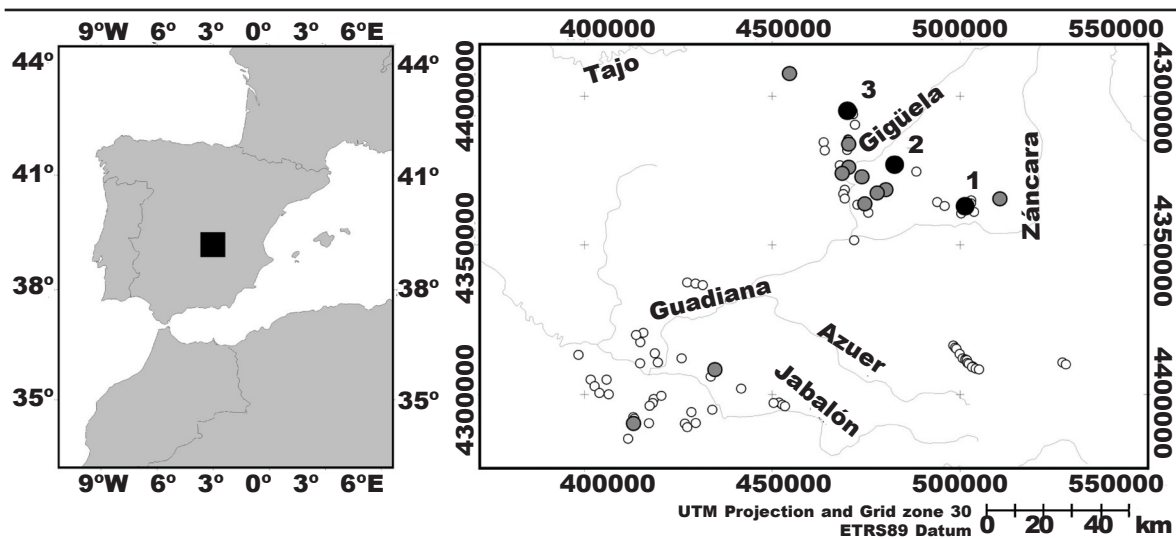 9ºW 6º 3º 0º 6ºE
44º 44º
41º 41º
38º 38º
35º 35º
9ºW 6º 3º 0º 6ºE
400000 450000 500000 550000
Tajo
3
Gigüela
2
1
Záncara
Guadiana
Azuer
Jabalón
4300000
4350000
4400000
4350000
4300000
4400000
400000 450000 500000 550000
UTM Projection and Grid zone 30
ETRS89 Datum
0 20 40 km